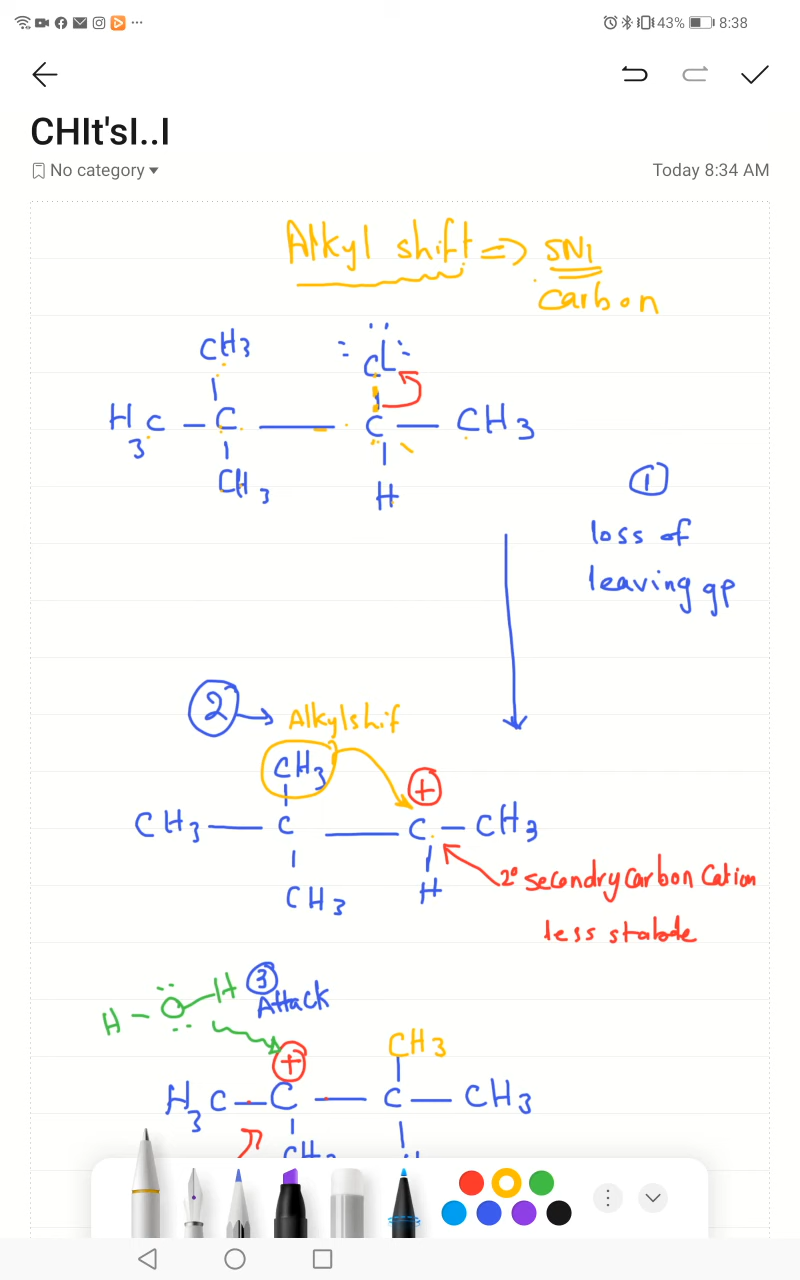 43% 8:38
CHIt'sI..I
No category
Today 8:34 AM
Alkyl shift => SN1
Carbon
CH3
:CL:
H3C - C - C - CH3
CH3
H
1
loss of
leaving gp
2 → Alkylshif
CH3
+
CH3 - C - C - CH3
CH3
H
2° secondry Carbon Cation
less stabde
H - O - H
3
Attack
+
CH3
H3C - C - C - CH3